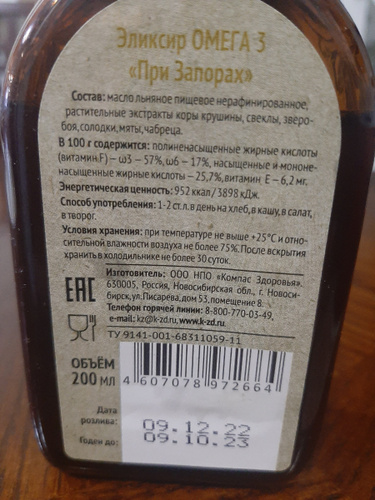 Эликсир ОМЕГА 3
«При Запорах»
Состав: масло льняное пищевое нерафинированное,
растительные экстракты коры крушины, свеклы, зверо-
боя, солодки, мяты, чабреца.
В 100 г содержится: полиненасыщенные жирные кислоты
(витамин F) – ω3 – 57%, ω6 – 17%, насыщенные и мононе-
насыщенные жирные кислоты – 25,7%, витамин Е – 6,2 мг.
Энергетическая ценность: 952 ккал / 3898 кДж.
Способ употребления: 1-2 ст.л. в день на хлеб, в кашу, в салат,
в творог.
Условия хранения: при температуре не выше +25°С и отно-
сительной влажности воздуха не более 75%. После вскрытия
хранить в холодильнике не более 30 суток.
Изготовитель: ООО НПО «Компас Здоровья».
630005, Россия, Новосибирская обл., г. Новоси-
бирск, ул.Писарева, дом 53, помещение 8.
Телефон горячей линии: 8-800-770-03-49,
e-mail: kz@k-zd.ru, www.k-zd.ru
ЕАС
ТУ 9141-001-68311059-11
ОБЪЁМ
200 МЛ
4 607078 972664
Дата
розлива:
09.12.22
Годен до:
09.10.23